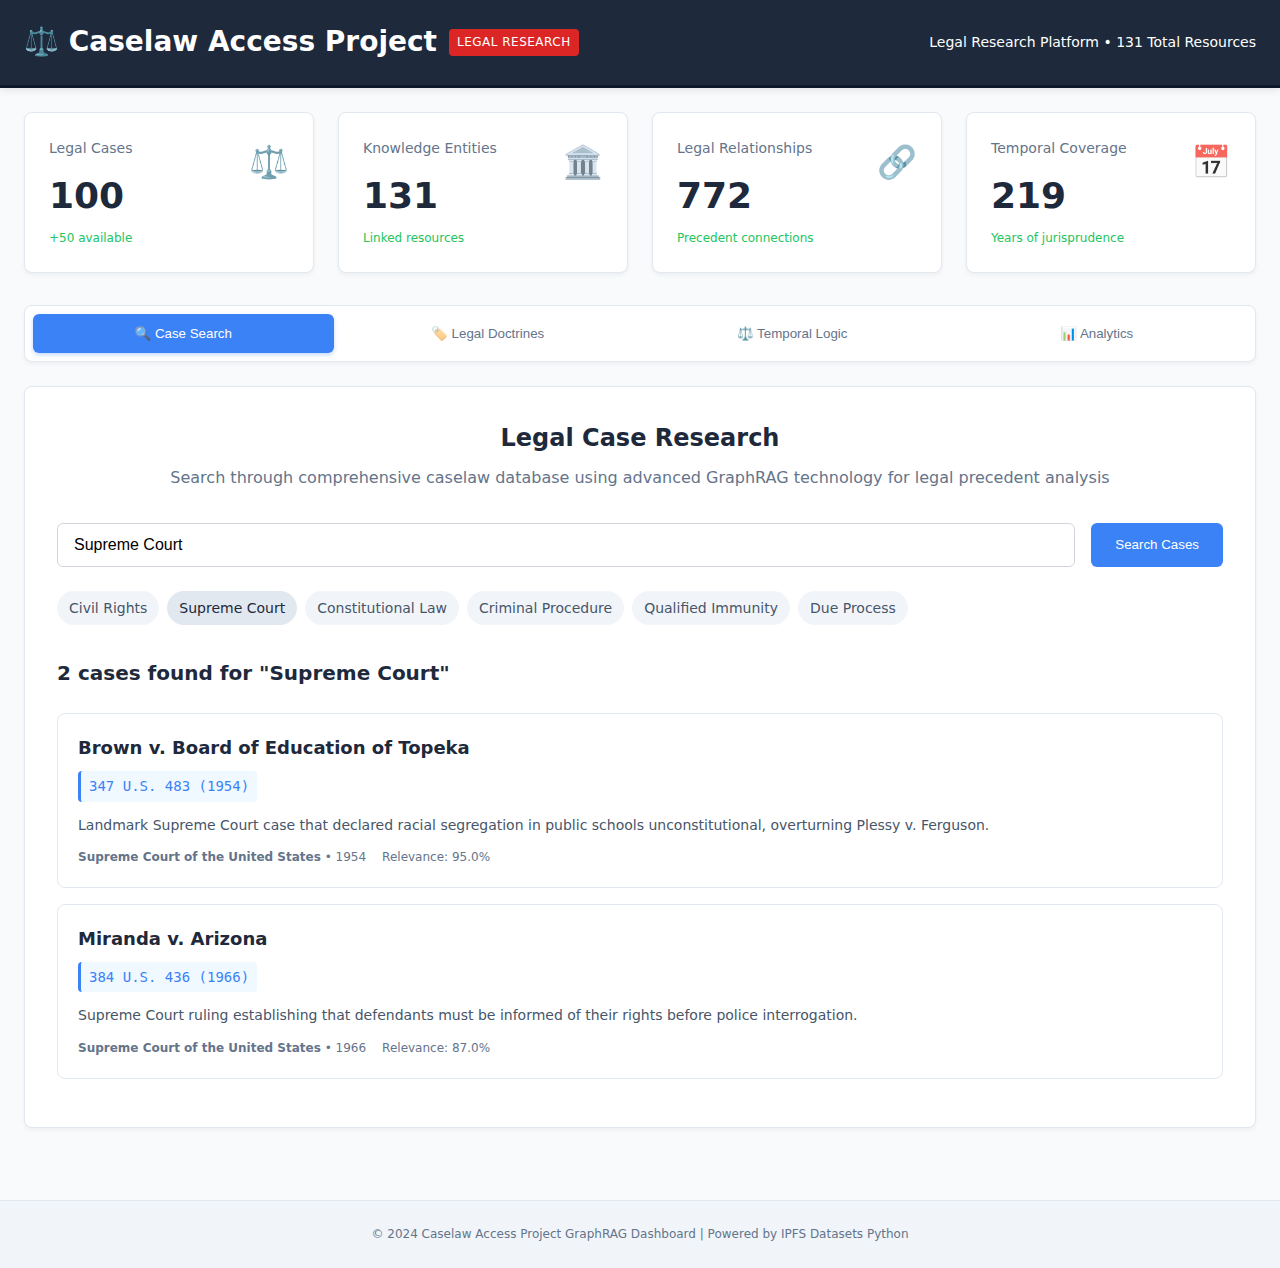 ⚖️ Caselaw Access Project LEGAL RESEARCH
Legal Research Platform • 131 Total Resources
Legal Cases
100
+50 available
Knowledge Entities
131
Linked resources
Legal Relationships
772
Precedent connections
Temporal Coverage
July
17
219
Years of jurisprudence
🔍 Case Search
🏷️ Legal Doctrines
⚖️ Temporal Logic
📊 Analytics
Legal Case Research
Search through comprehensive caselaw database using advanced GraphRAG technology for legal precedent analysis
Supreme Court
Search Cases
Civil Rights
Supreme Court
Constitutional Law
Criminal Procedure
Qualified Immunity
Due Process
2 cases found for "Supreme Court"
Brown v. Board of Education of Topeka
347 U.S. 483 (1954)
Landmark Supreme Court case that declared racial segregation in public schools unconstitutional, overturning Plessy v. Ferguson.
Supreme Court of the United States • 1954 Relevance: 95.0%
Miranda v. Arizona
384 U.S. 436 (1966)
Supreme Court ruling establishing that defendants must be informed of their rights before police interrogation.
Supreme Court of the United States • 1966 Relevance: 87.0%
© 2024 Caselaw Access Project GraphRAG Dashboard | Powered by IPFS Datasets Python